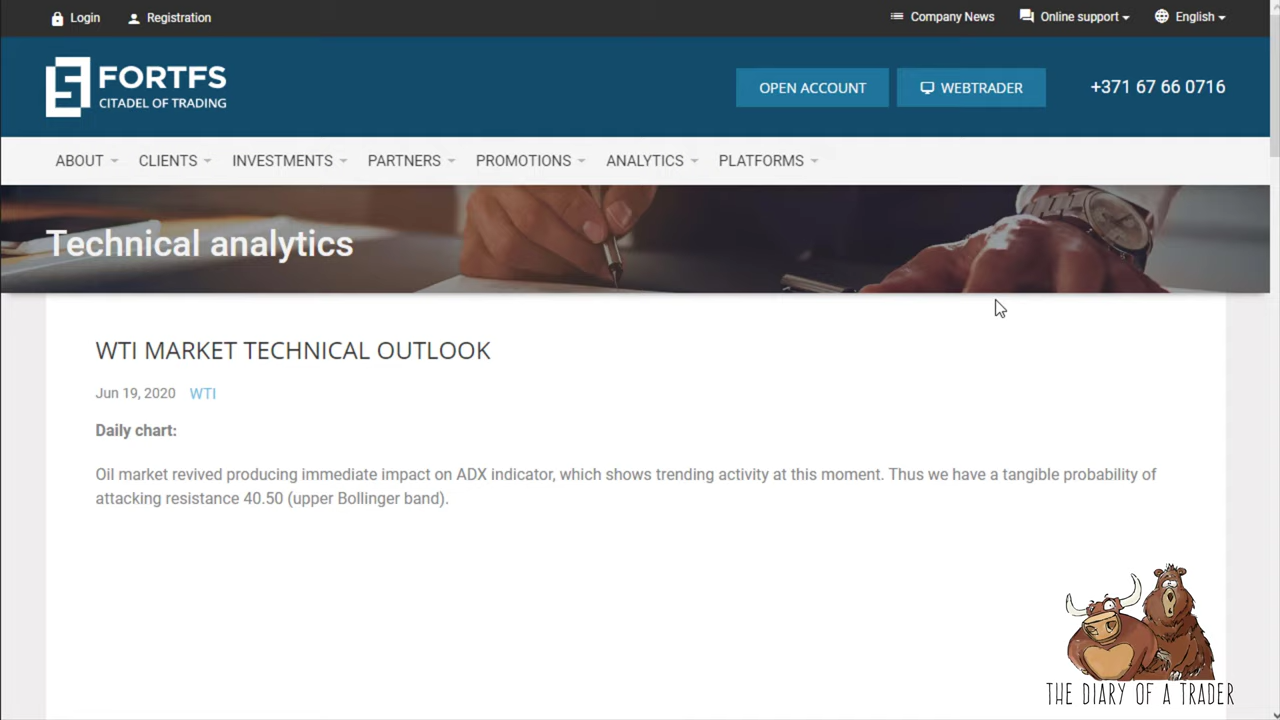 Login Registration Company News Online support English
FORTFS
CITADEL OF TRADING
OPEN ACCOUNT WEBTRADER +371 67 66 0716
ABOUT CLIENTS INVESTMENTS PARTNERS PROMOTIONS ANALYTICS PLATFORMS
Technical analytics
WTI MARKET TECHNICAL OUTLOOK
Jun 19, 2020 WTI
Daily chart:
Oil market revived producing immediate impact on ADX indicator, which shows trending activity at this moment. Thus we have a tangible probability of
attacking resistance 40.50 (upper Bollinger band).
THE DIARY OF A TRADER